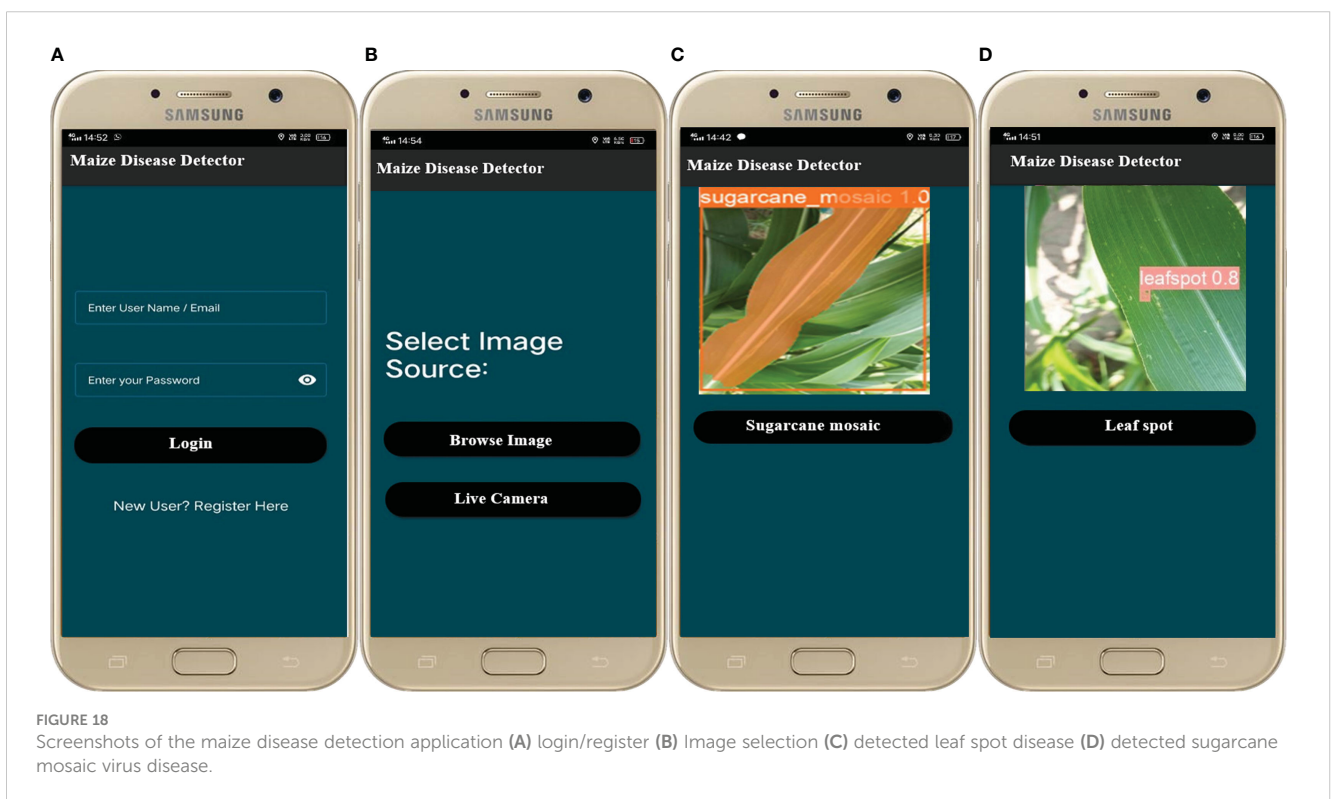 A
B
C
D
SAMSUNG
14:52
Maize Disease Detector
Enter User Name / Email
Enter your Password
Login
New User? Register Here
SAMSUNG
14:54
Maize Disease Detector
Select Image
Source:
Browse Image
Live Camera
SAMSUNG
14:42
Maize Disease Detector
sugarcane_mosaic 1.0
Sugarcane mosaic
SAMSUNG
14:51
Maize Disease Detector
leafspot 0.8
Leaf spot
FIGURE 18
Screenshots of the maize disease detection application (A) login/register (B) Image selection (C) detected leaf spot disease (D) detected sugarcane
mosaic virus disease.